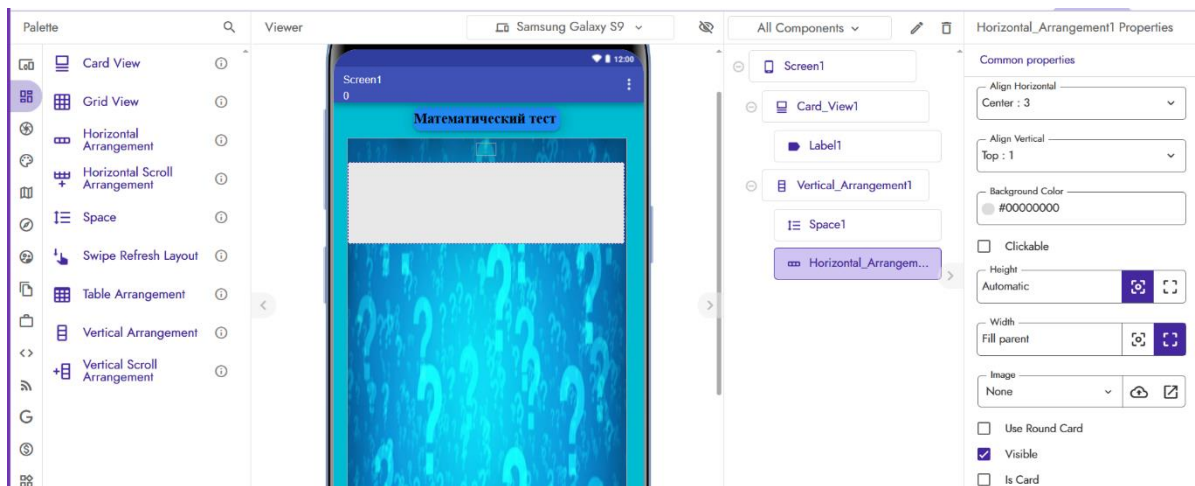 Palette
Card View
Grid View
Horizontal
Arrangement
Horizontal Scroll
Arrangement
Space
Swipe Refresh Layout
Table Arrangement
Vertical Arrangement
Vertical Scroll
Arrangement
Viewer
Samsung Galaxy S9
12:00
Screen1
0
Математический тест
All Components
Screen1
Card_View1
Label1
Vertical_Arrangement1
Space1
Horizontal_Arrangem...
Horizontal_Arrangement1 Properties
Common properties
Align Horizontal
Center : 3
Align Vertical
Top : 1
Background Color
#00000000
Clickable
Height
Automatic
Width
Fill parent
Image
None
Use Round Card
Visible
Is Card